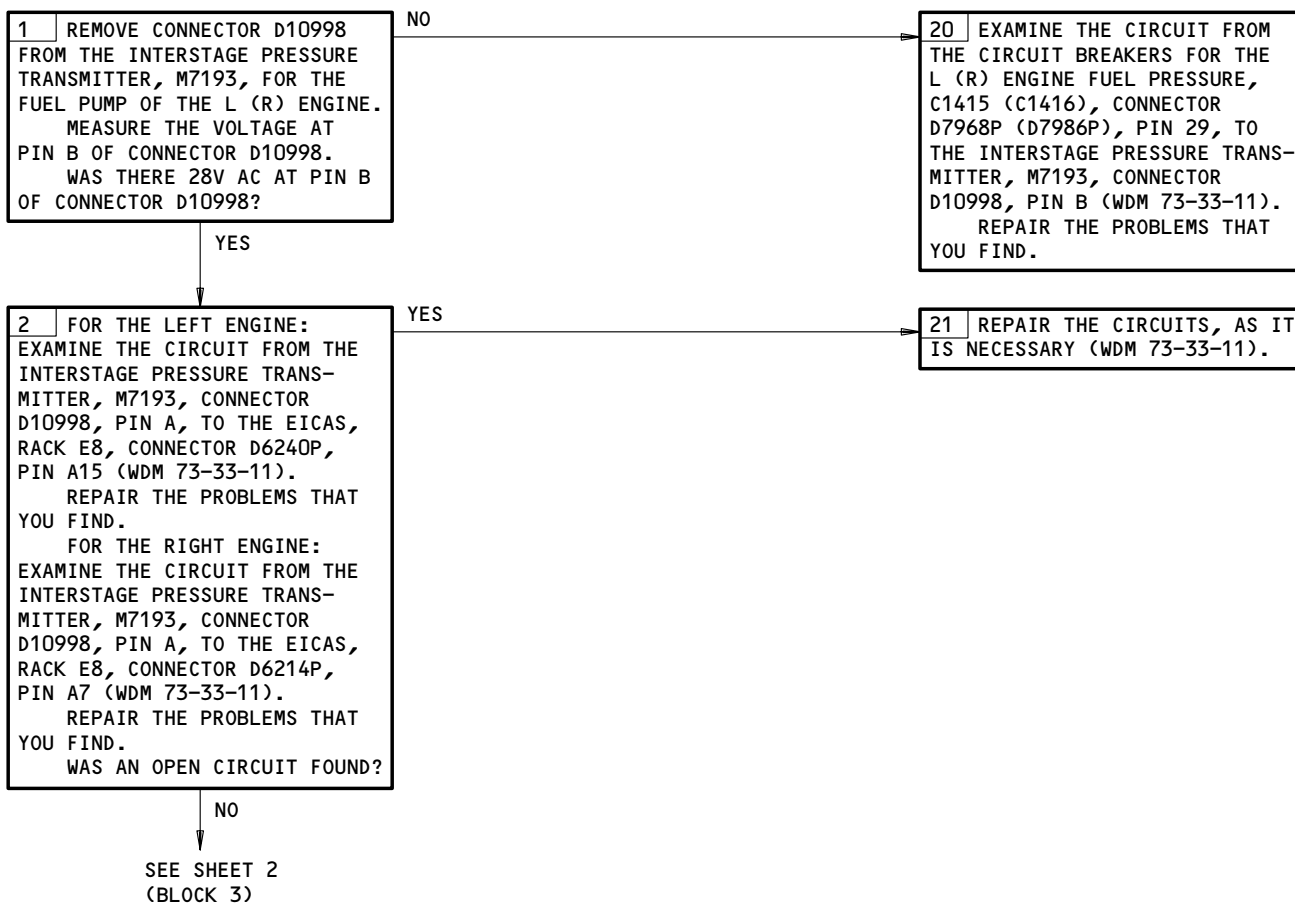 1 REMOVE CONNECTOR D10998
FROM THE INTERSTAGE PRESSURE
TRANSMITTER, M7193, FOR THE
FUEL PUMP OF THE L (R) ENGINE.
MEASURE THE VOLTAGE AT
PIN B OF CONNECTOR D10998.
WAS THERE 28V AC AT PIN B
OF CONNECTOR D10998?
NO
20 EXAMINE THE CIRCUIT FROM
THE CIRCUIT BREAKERS FOR THE
L (R) ENGINE FUEL PRESSURE,
C1415 (C1416), CONNECTOR
D7968P (D7986P), PIN 29, TO
THE INTERSTAGE PRESSURE TRANS-
MITTER, M7193, CONNECTOR
D10998, PIN B (WDM 73-33-11).
REPAIR THE PROBLEMS THAT
YOU FIND.
YES
2 FOR THE LEFT ENGINE:
EXAMINE THE CIRCUIT FROM THE
INTERSTAGE PRESSURE TRANS-
MITTER, M7193, CONNECTOR
D10998, PIN A, TO THE EICAS,
RACK E8, CONNECTOR D6240P,
PIN A15 (WDM 73-33-11).
REPAIR THE PROBLEMS THAT
YOU FIND.
FOR THE RIGHT ENGINE:
EXAMINE THE CIRCUIT FROM THE
INTERSTAGE PRESSURE TRANS-
MITTER, M7193, CONNECTOR
D10998, PIN A, TO THE EICAS,
RACK E8, CONNECTOR D6214P,
PIN A7 (WDM 73-33-11).
REPAIR THE PROBLEMS THAT
YOU FIND.
WAS AN OPEN CIRCUIT FOUND?
YES
21 REPAIR THE CIRCUITS, AS IT
IS NECESSARY (WDM 73-33-11).
NO
SEE SHEET 2
(BLOCK 3)